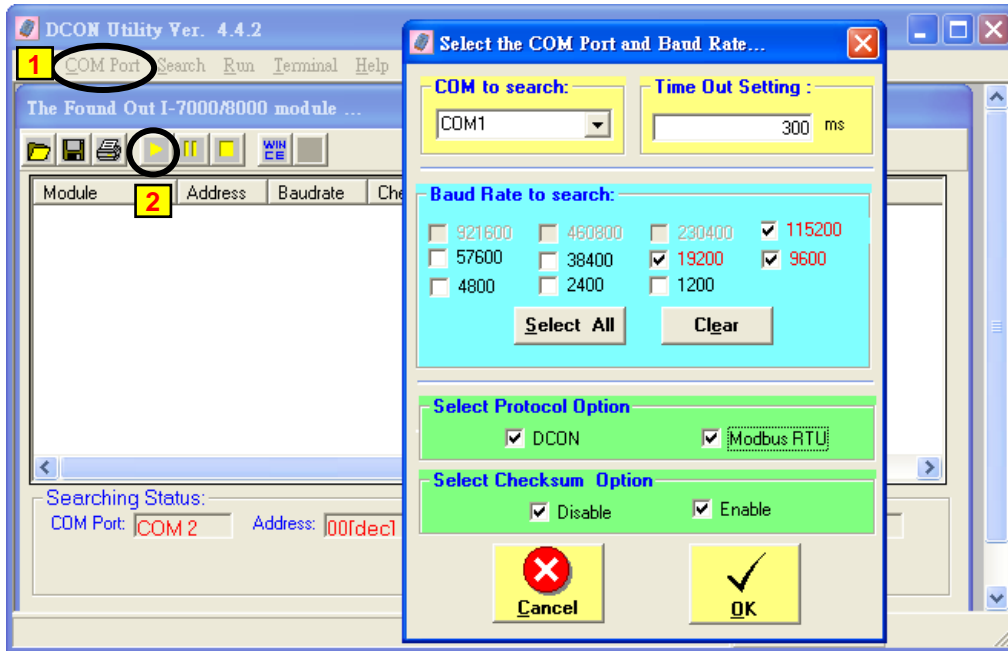 DCON Utility Ver. 4.4.2
1
COM Port Search Run Terminal Help
The Found Out I-7000/8000 module ...
WIN
CE
2
Module Address Baudrate Che
Searching Status:
COM Port: COM 2 Address: 00[dec]
Select the COM Port and Baud Rate...
COM to search: Time Out Setting :
COM1 300 ms
Baud Rate to search:
921600 460800 230400 115200
57600 38400 19200 9600
4800 2400 1200
Select All Clear
Select Protocol Option
DCON Modbus RTU
Select Checksum Option
Disable Enable
Cancel OK